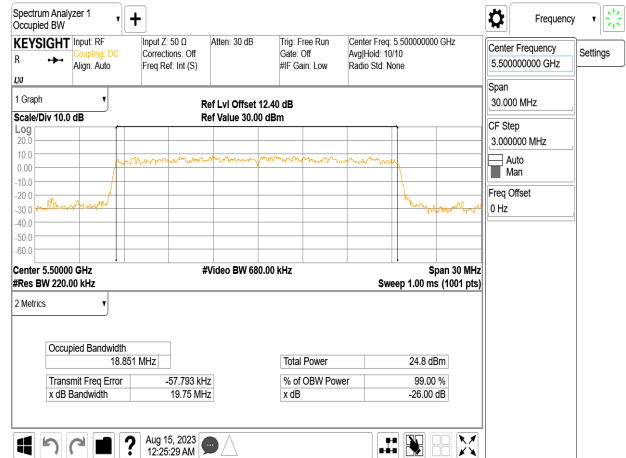 Spectrum Analyzer 1
Occupied BW
Frequency
KEYSIGHT
R
Input: RF
Coupling: DC
Align: Auto
Input Z: 50 Ω
Corrections: Off
Freq Ref: Int (S)
Atten: 30 dB
Trig: Free Run
Gate: Off
#IF Gain: Low
Center Freq: 5.500000000 GHz
Avg|Hold: 10/10
Radio Std: None
Center Frequency
5.500000000 GHz
Settings
Span
30.000 MHz
CF Step
3.000000 MHz
Auto
Man
Freq Offset
0 Hz
1 Graph
Scale/Div 10.0 dB
Ref Lvl Offset 12.40 dB
Ref Value 30.00 dBm
Log
20.0
10.0
0.00
-10.0
-20.0
-30.0
-40.0
-50.0
-60.0
Center 5.50000 GHz
#Video BW 680.00 kHz
Span 30 MHz
#Res BW 220.00 kHz
Sweep 1.00 ms (1001 pts)
2 Metrics
Occupied Bandwidth
18.851 MHz
Total Power 24.8 dBm
Transmit Freq Error -57.793 kHz
% of OBW Power 99.00 %
x dB Bandwidth 19.75 MHz
x dB -26.00 dB
?
Aug 15, 2023
12:25:29 AM